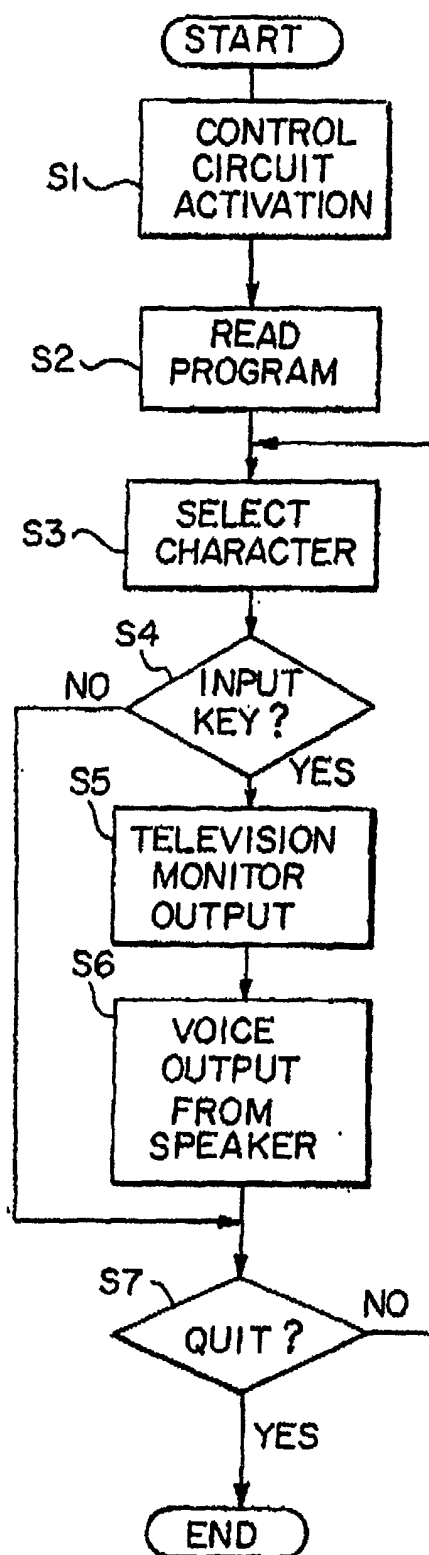 START
S1
CONTROL
CIRCUIT
ACTIVATION
S2
READ
PROGRAM
S3
SELECT
CHARACTER
S4
INPUT
KEY?
NO
YES
S5
TELEVISION
MONITOR
OUTPUT
S6
VOICE
OUTPUT
FROM
SPEAKER
S7
QUIT?
NO
YES
END